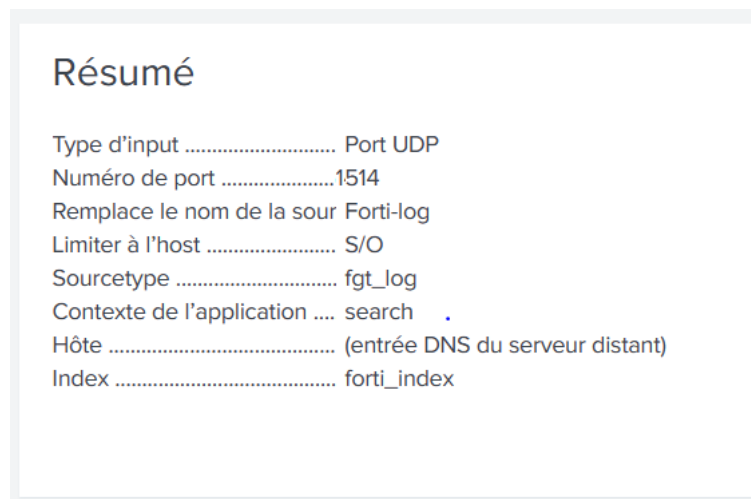 Résumé
Type d'input ............................ Port UDP
Numéro de port .....................1514
Remplace le nom de la sour Forti-log
Limiter à l'host ........................ S/O
Sourcetype .............................. fgt_log
Contexte de l'application .... search
Hôte .......................................... (entrée DNS du serveur distant)
Index ......................................... forti_index